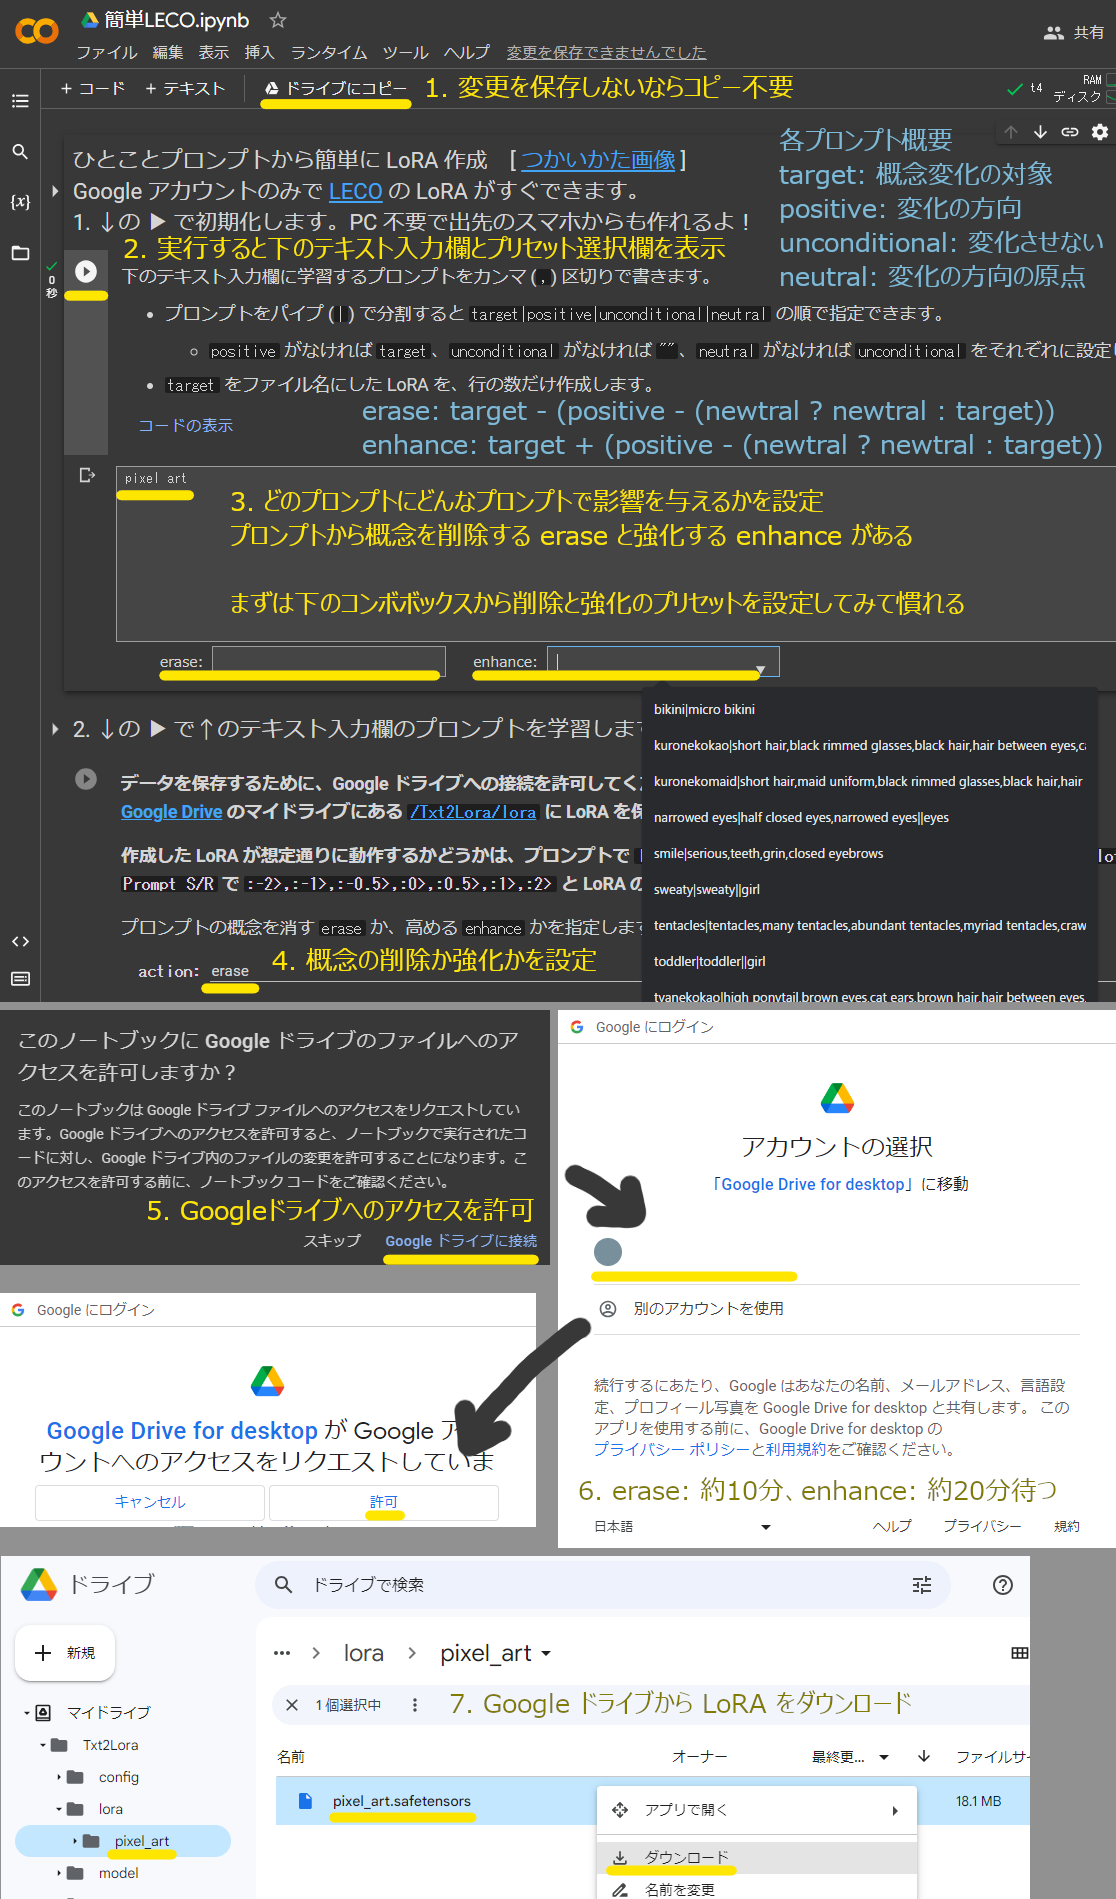 簡単LECO.ipynb
ファイル 編集 表示 挿入 ランタイム ツール ヘルプ 変更を保存できませんでした
共有
+ コード + テキスト ドライブにコピー
1. 変更を保存しないならコピー不要
t4
RAM
ディスク
ひとことプロンプトから簡単に LoRA 作成 [ つかいかた画像 ]
Google アカウントのみで LECO の LoRA がすぐできます。
1. ↓の ▶ で初期化します。PC 不要で出先のスマホからも作れるよ！
各プロンプト概要
target: 概念変化の対象
positive: 変化の方向
unconditional: 変化させない
neutral: 変化の方向の原点
{x}
0
秒
2. 実行すると下のテキスト入力欄とプリセット選択欄を表示
下のテキスト入力欄に学習するプロンプトをカンマ (,) 区切りで書きます。
• プロンプトをパイプ (|) で分割すると target|positive|unconditional|neutral の順で指定できます。
positive がなければ target、unconditional がなければ ""、neutral がなければ unconditional をそれぞれに設定し
• target をファイル名にした LoRA を、行の数だけ作成します。
コードの表示
erase: target - (positive - (newtral ? newtral : target))
enhance: target + (positive - (newtral ? newtral : target))
pixel art
3. どのプロンプトにどんなプロンプトで影響を与えるかを設定
プロンプトから概念を削除する erase と強化する enhance がある
まずは下のコンボボックスから削除と強化のプリセットを設定してみて慣れる
erase:
enhance:
bikini|micro bikini
kuronekokao|short hair,black rimmed glasses,black hair,hair between eyes,ca
kuronekomaid|short hair,maid uniform,black rimmed glasses,black hair,hair
narrowed eyes|half closed eyes,narrowed eyes||eyes
smile|serious,teeth,grin,closed eyebrows
sweaty|sweaty||girl
tentacles|tentacles,many tentacles,abundant tentacles,myriad tentacles,craw
toddler|toddler||girl
tvanekokao|high ponytail,brown eyes,cat ears,brown hair,hair between eyes,
2. ↓の ▶ で↑のテキスト入力欄のプロンプトを学習しま
データを保存するために、Google ドライブへの接続を許可してく
Google Drive のマイドライブにある /Txt2Lora/lora に LoRA を保
作成した LoRA が想定通りに動作するかどうかは、プロンプトで
Prompt S/R で :-2>,:-1>,:-0.5>,:0>,:0.5>,:1>,:2> と LoRA の
プロンプトの概念を消す erase か、高める enhance かを指定しま
action: erase
4. 概念の削除か強化かを設定
このノートブックに Google ドライブのファイルへのア
クセスを許可しますか？
このノートブックは Google ドライブ ファイルへのアクセスをリクエストしてい
ます。Google ドライブへのアクセスを許可すると、ノートブックで実行されたコ
ードに対し、Google ドライブ内のファイルの変更を許可することになります。こ
のアクセスを許可する前に、ノートブック コードをご確認ください。
5. Googleドライブへのアクセスを許可
スキップ Google ドライブに接続
Google にログイン
アカウントの選択
「Google Drive for desktop」に移動
別のアカウントを使用
続行するにあたり、Google はあなたの名前、メールアドレス、言語設
定、プロフィール写真を Google Drive for desktop と共有します。 この
アプリを使用する前に、Google Drive for desktop の
プライバシー ポリシーと利用規約をご確認ください。
6. erase: 約10分、enhance: 約20分待つ
日本語 ヘルプ プライバシー 規約
Google にログイン
Google Drive for desktop が Google ア
ウントへのアクセスをリクエストしていま
キャンセル 許可
ドライブ
ドライブで検索
新規
lora > pixel_art
1 個選択中
7. Google ドライブから LoRA をダウンロード
マイドライブ
Txt2Lora
config
lora
pixel_art
model
名前 オーナー 最終更... ファイルサイ
pixel_art.safetensors
18.1 MB
アプリで開く
ダウンロード
名前を変更